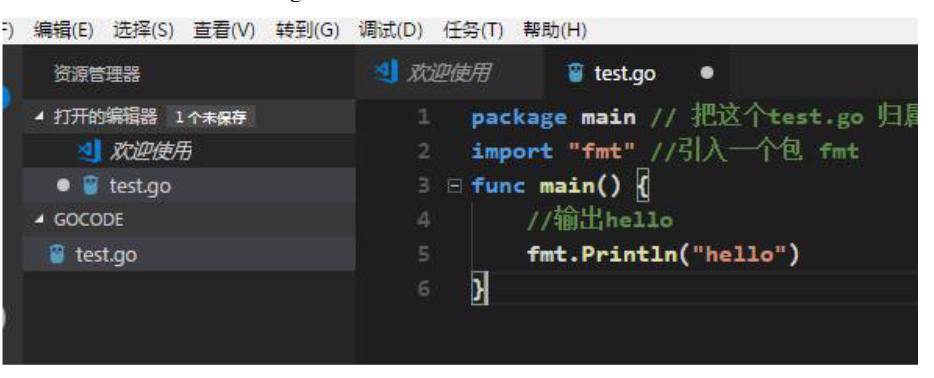 编辑(E) 选择(S) 查看(V) 转到(G) 调试(D) 任务(T) 帮助(H)
资源管理器
打开的编辑器 1 个未保存
欢迎使用
test.go
GOCODE
test.go
欢迎使用 test.go
1 package main // 把这个test.go 归属
2 import "fmt" //引入一个包 fmt
3 func main() {
4 //输出hello
5 fmt.Println("hello")
6 }